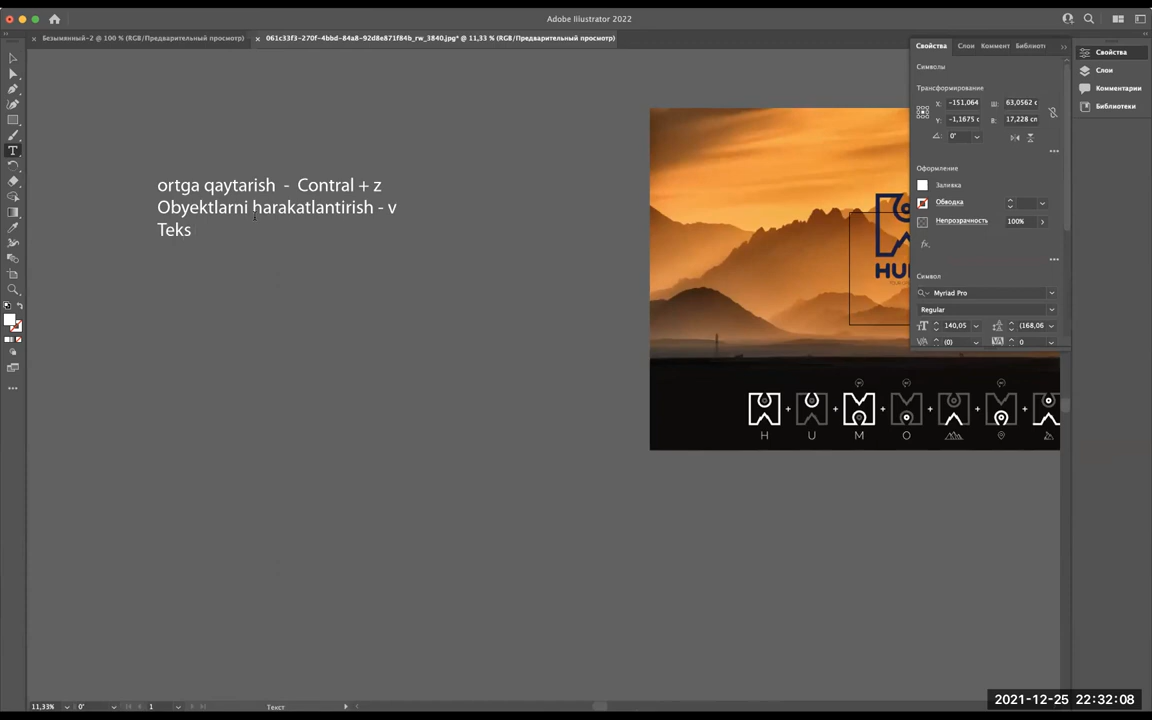 Adobe Illustrator 2022
Безымянный-2 @ 100 % (RGB/Предварительный просмотр)
061c33f3-270f-4bbd-84a8-92d8e871f84b_rw_3840.jpg* @ 11,33 % (RGB/Предварительный просмотр)
Свойства
Слои
Коммент
Библиот
Свойства
Слои
Комментарии
Библиотеки
Символы
Трансформирование
X: -151,064
Ш: 63,0562 с
Y: -1,1675 с
В: 17,228 сп
0°
Оформление
Заливка
Обводка
Непрозрачность
100%
fx
Символ
Myriad Pro
Regular
140,05
(168,06
(0)
0
ortga qaytarish - Contral + z
Obyektlarni harakatlantirish - v
Teks
HU
H + U + M + O + + +
11,33%
0°
1
Текст
2021-12-25 22:32:08